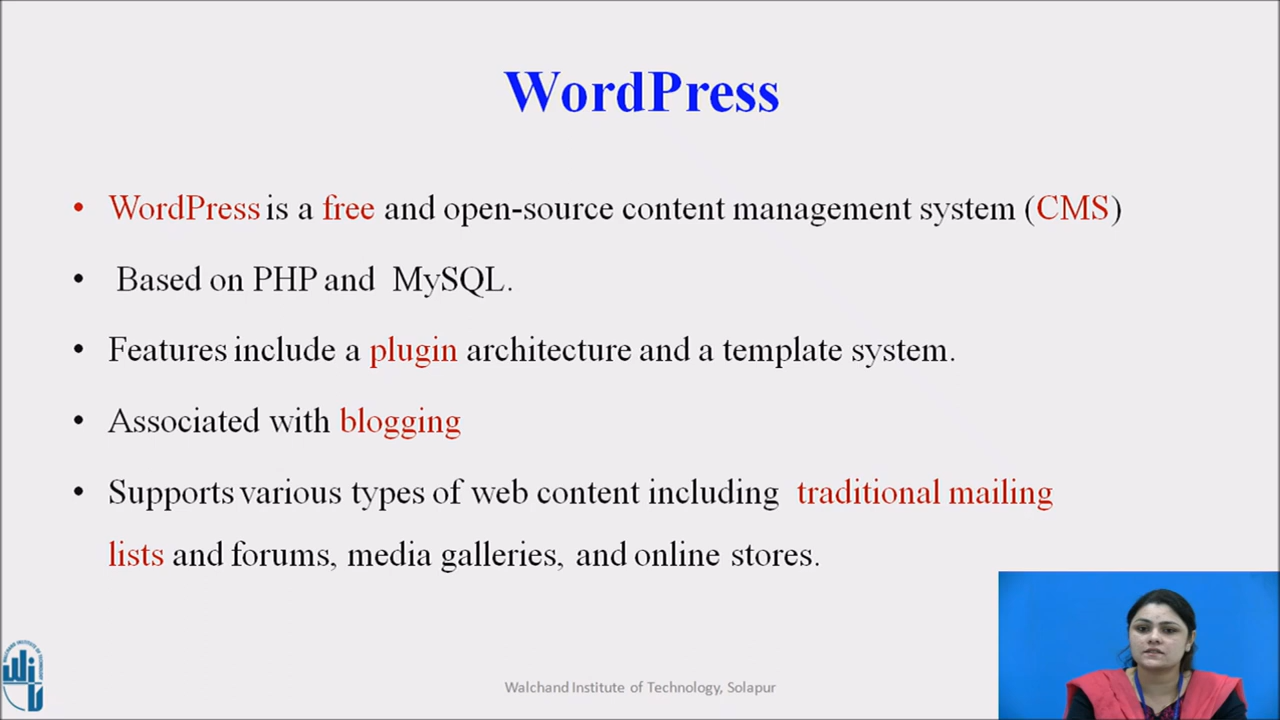 WordPress
• WordPress is a free and open-source content management system (CMS)
• Based on PHP and MySQL.
• Features include a plugin architecture and a template system.
• Associated with blogging
• Supports various types of web content including traditional mailing
lists and forums, media galleries, and online stores.
Walchand Institute of Technology, Solapur